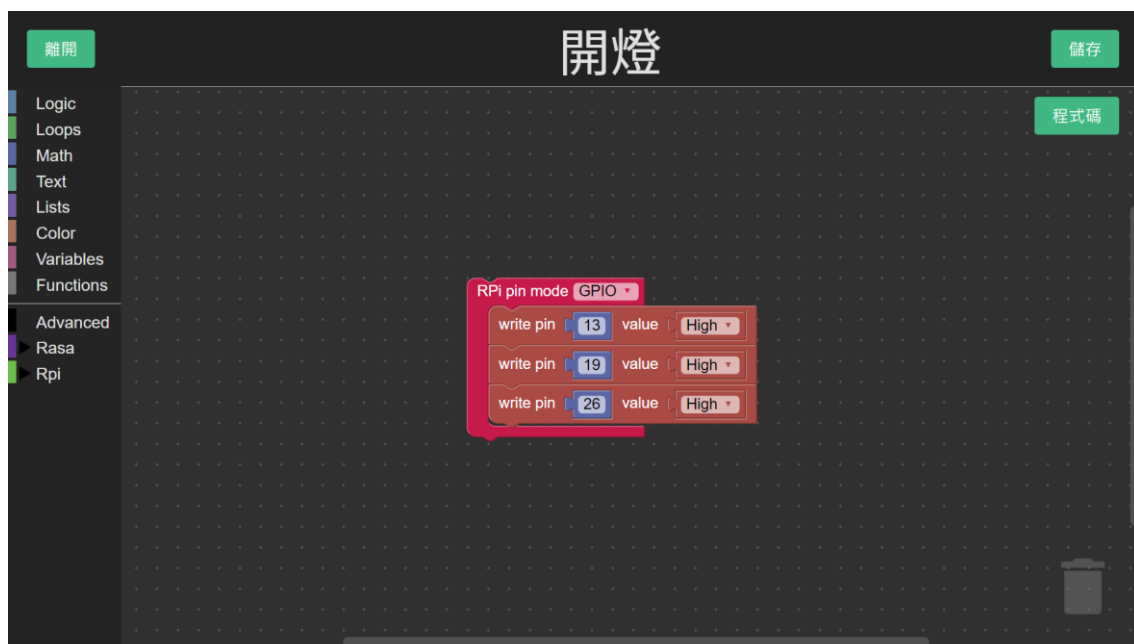 離開
開燈
儲存
程式碼
Logic
Loops
Math
Text
Lists
Color
Variables
Functions
Advanced
Rasa
Rpi
RPi pin mode GPIO
write pin 13 value High
write pin 19 value High
write pin 26 value High